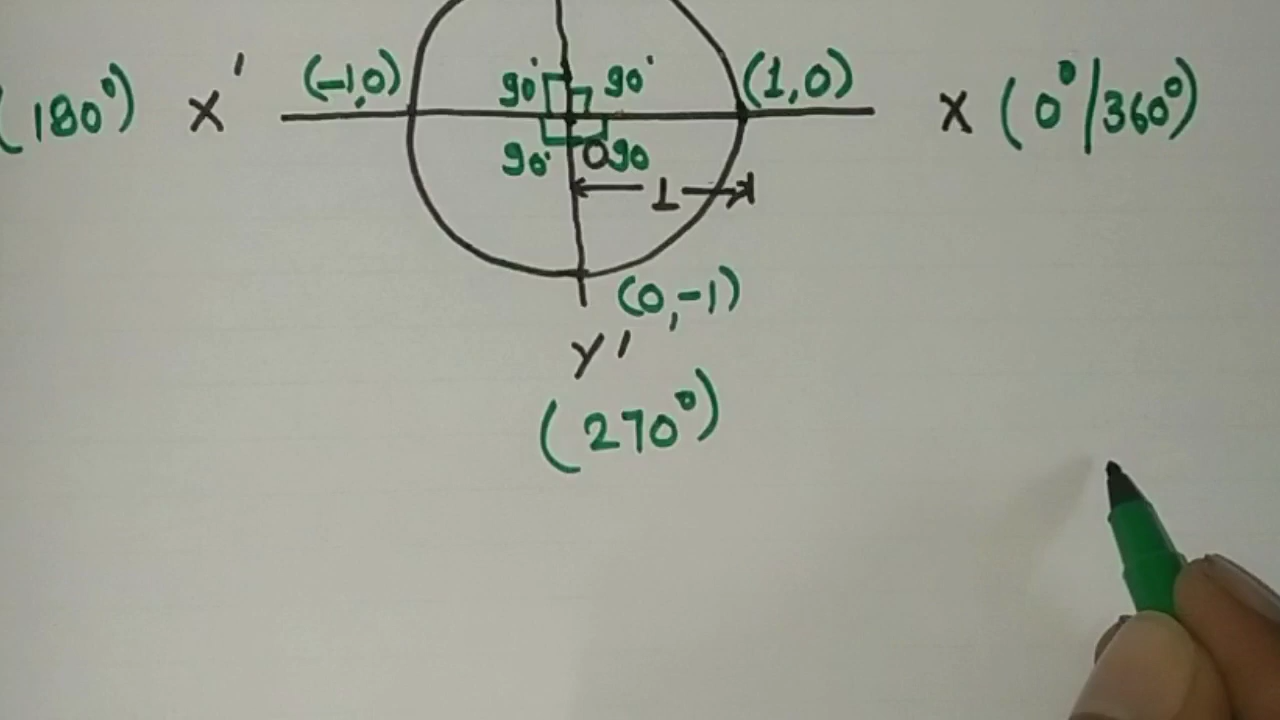 (180°) X' (-1,0) 90° 90° (1,0) X (0°/360°)
90° O 90
1
(0,-1)
Y'
(270°)